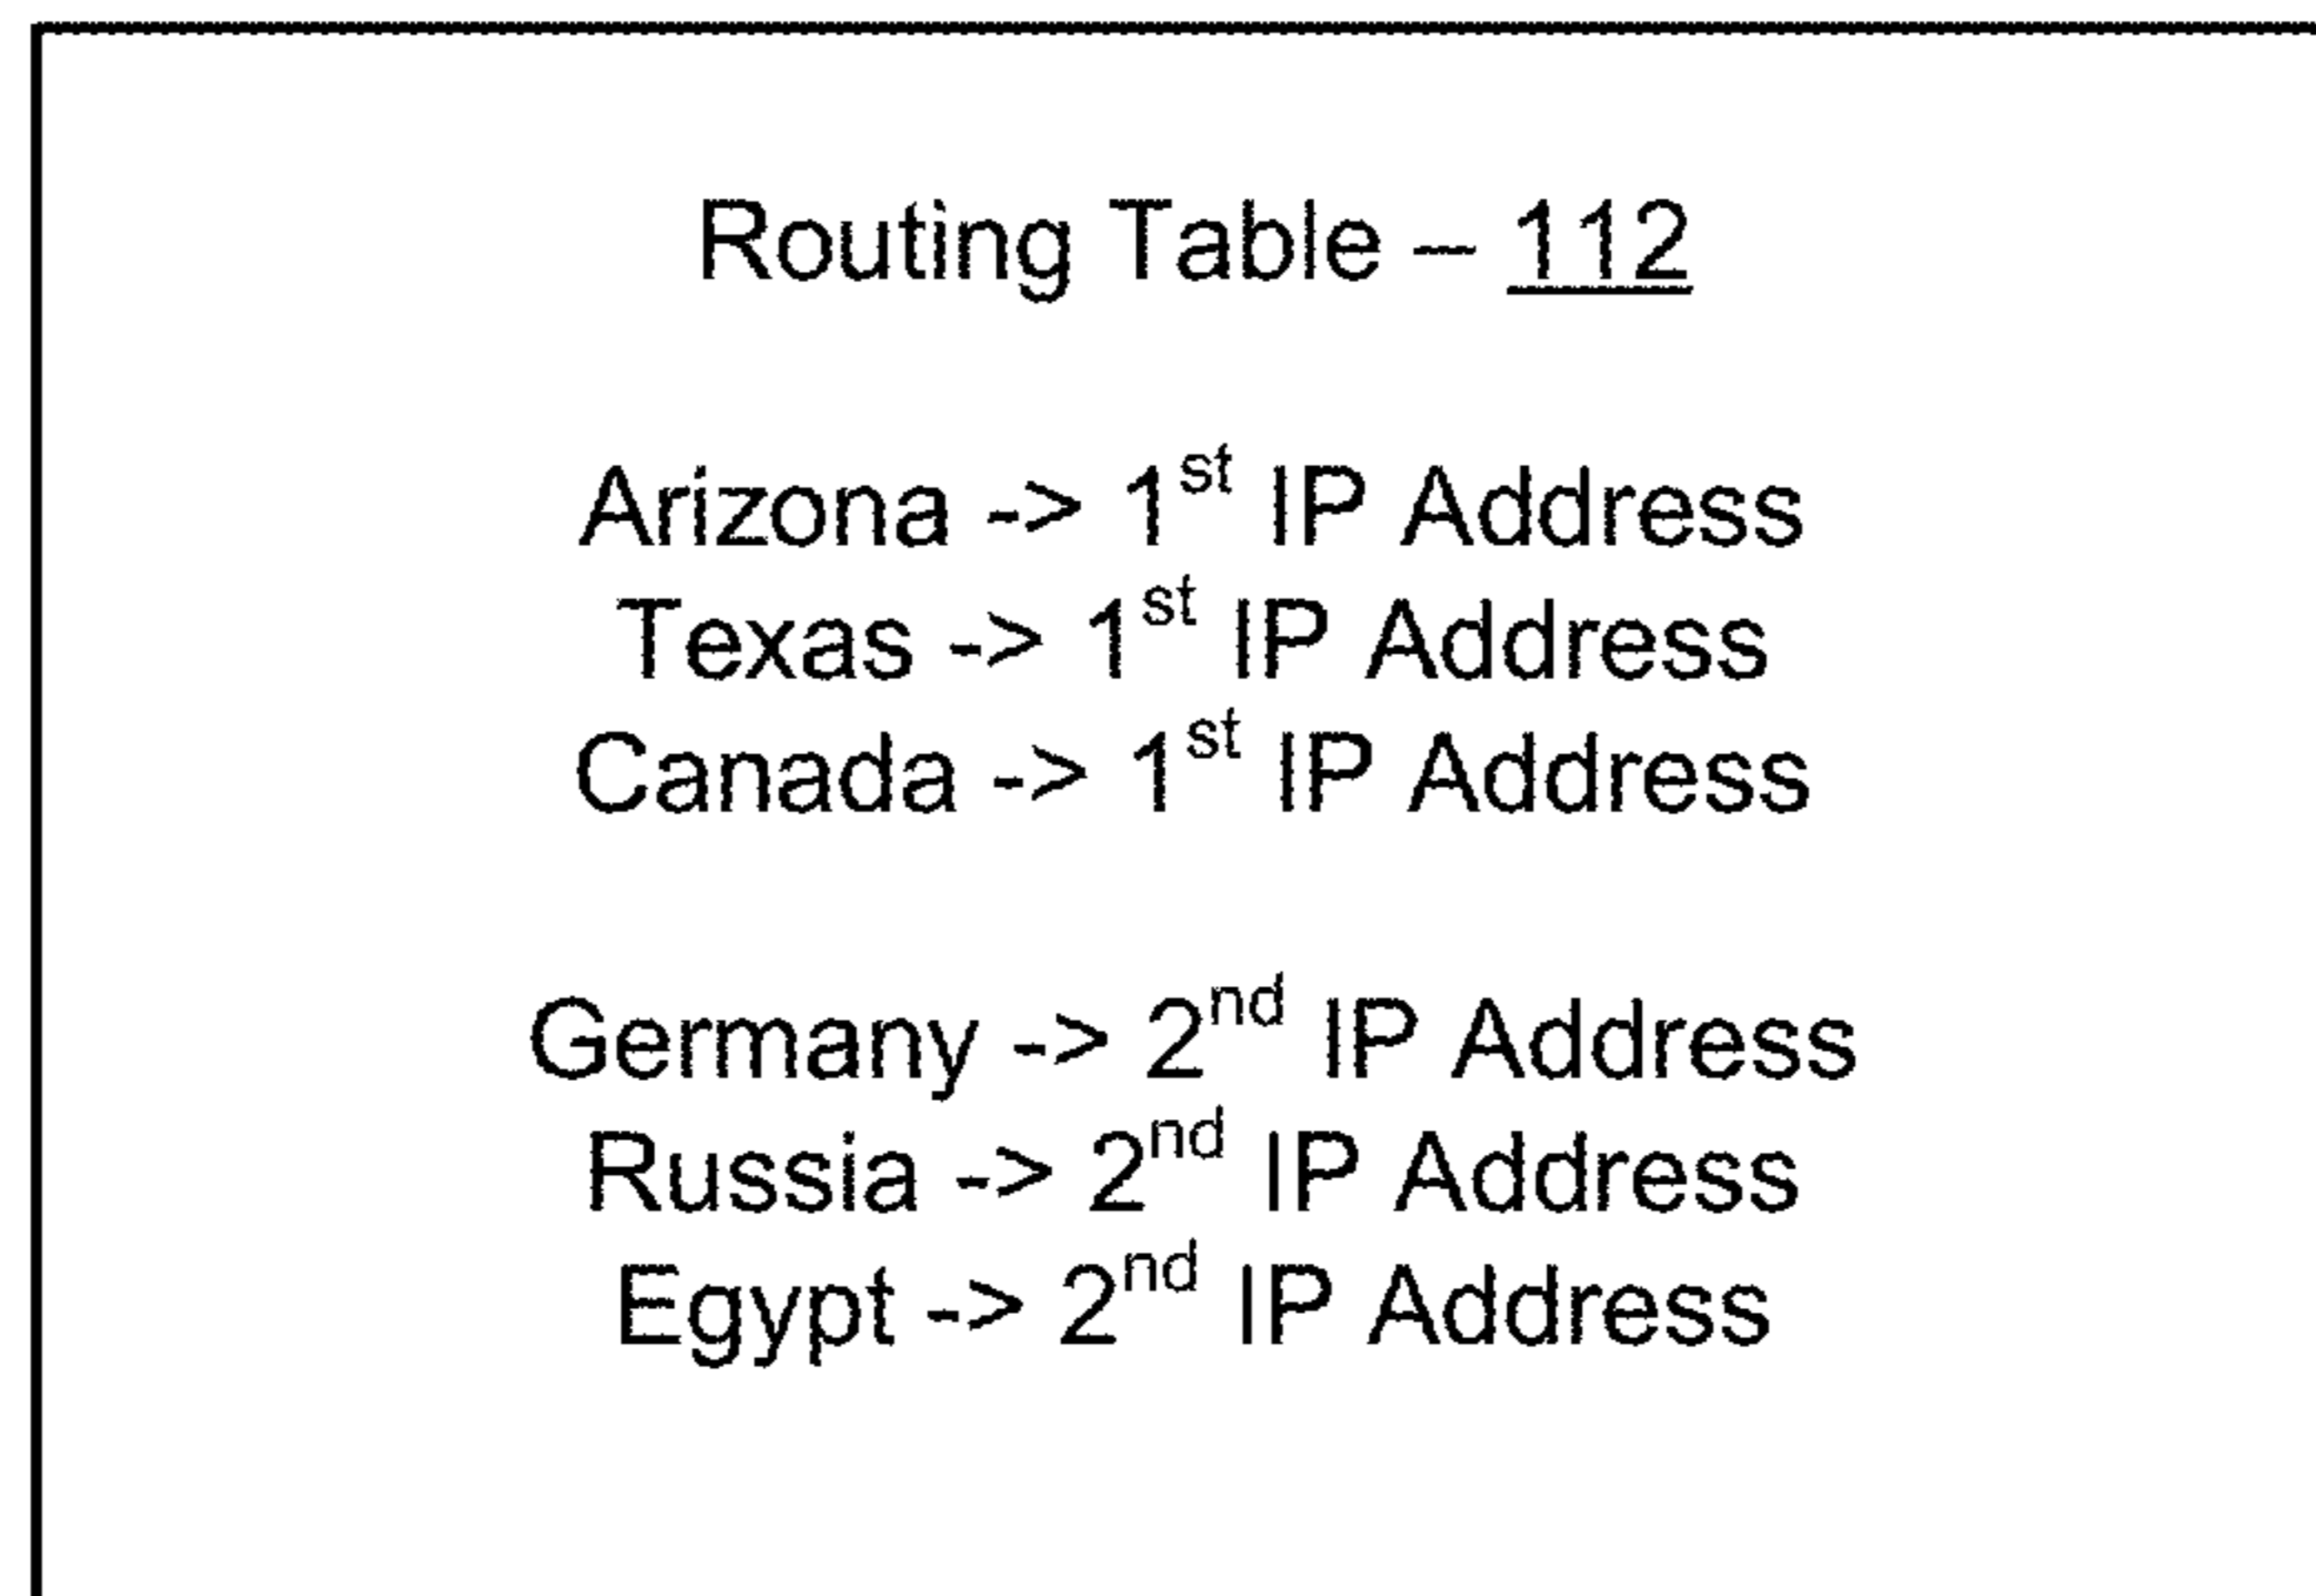 Routing Table – 112
Arizona -> 1st IP Address
Texas -> 1st IP Address
Canada -> 1st IP Address
Germany -> 2nd IP Address
Russia -> 2nd IP Address
Egypt -> 2nd IP Address